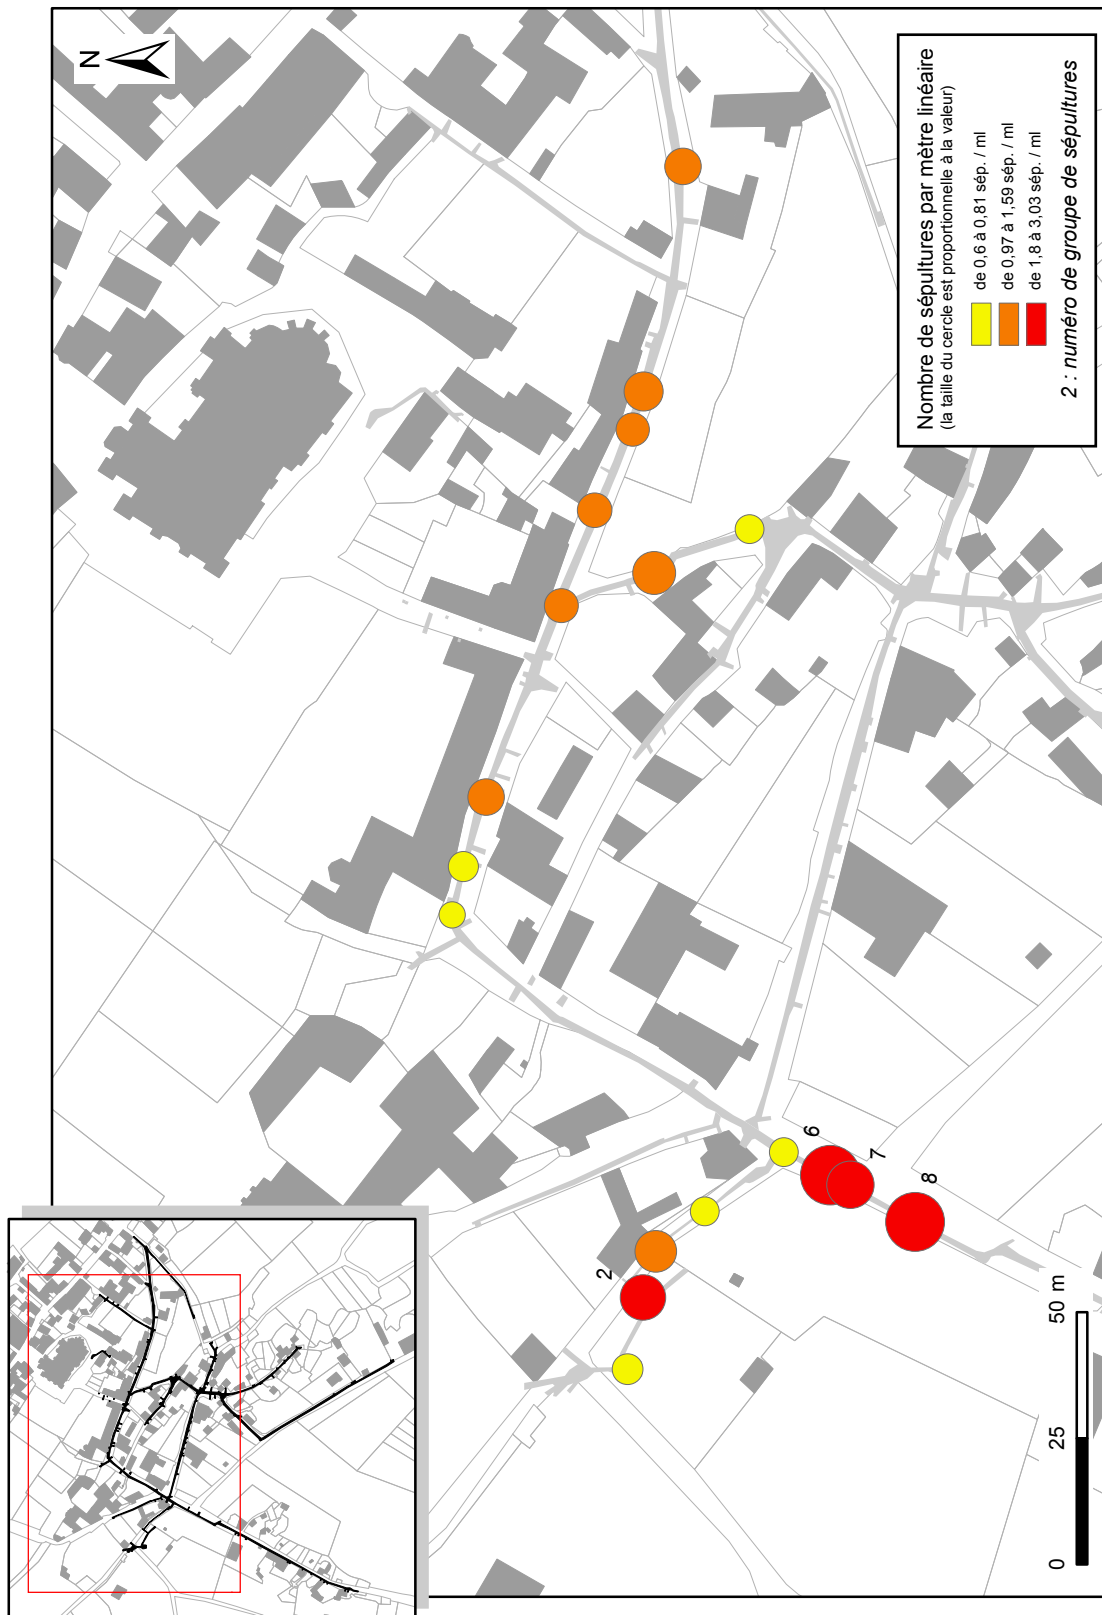 N
Nombre de sépultures par mètre linéaire
(la taille du cercle est proportionnelle à la valeur)
de 0,6 à 0,81 sép. / ml
de 0,97 à 1,59 sép. / ml
de 1,8 à 3,03 sép. / ml
2 : numéro de groupe de sépultures
2
6
7
8
0 25 50 m